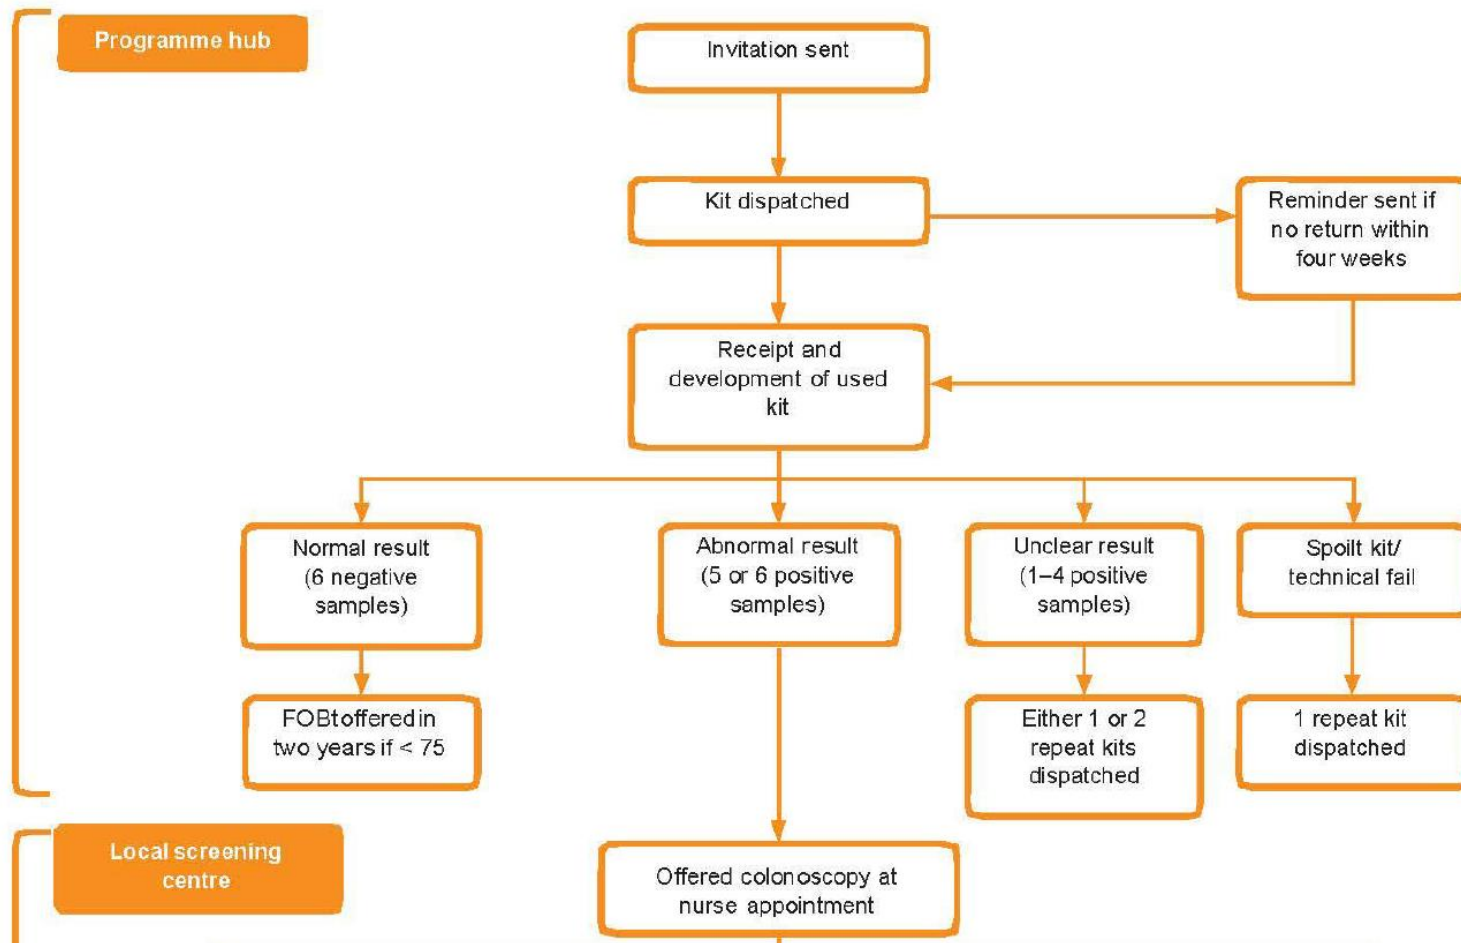 Programme hub
Invitation sent
Kit dispatched
Reminder sent if
no return within
four weeks
Receipt and
development of used
kit
Normal result
(6 negative
samples)
Abnormal result
(5 or 6 positive
samples)
Unclear result
(1–4 positive
samples)
Spoilt kit/
technical fail
FOBt offered in
two years if < 75
Either 1 or 2
repeat kits
dispatched
1 repeat kit
dispatched
Local screening
centre
Offered colonoscopy at
nurse appointment